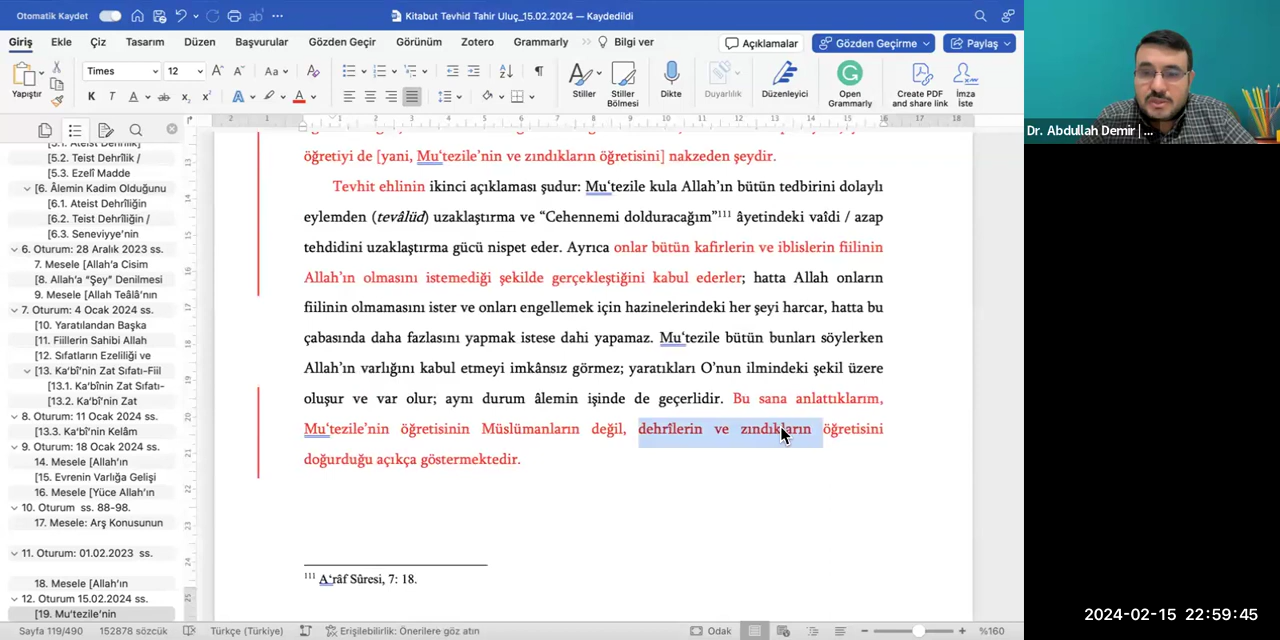 Otomatik Kaydet
Kitabut Tevhid Tahir Uluç_15.02.2024 — Kaydedildi
Giriş Ekle Çiz Tasarım Düzen Başvurular Gözden Geçir Görünüm Zotero Grammarly Bilgi ver Açıklamalar Gözden Geçirme Paylaş
Yapıştır
Times 12
K T A
Stiller
Stiller Bölmesi
Dikte
Duyarlılık
Düzenleyici
Open Grammarly
Create PDF and share link
İmza İste
[5.1. Ateist Dehrîlik]
[5.2. Teist Dehrîlik /
[5.3. Ezelî Madde
[6. Âlemin Kadim Olduğunu
[6.1. Ateist Dehrîliğin
[6.2. Teist Dehrîliğin /
[6.3. Seneviyye'nin
6. Oturum: 28 Aralık 2023 ss.
7. Mesele [Allah'a Cisim
[8. Allah'a “Şey” Denilmesi
9. Mesele [Allah Teâlâ'nın
7. Oturum: 4 Ocak 2024 ss.
[10. Yaratılandan Başka
[11. Fiillerin Sahibi Allah
[12. Sıfatların Ezeliliği ve
[13. Ka‘bî'nin Zat Sıfatı-Fiil
[13.1. Ka‘bînin Zat Sıfatı-
[13.2. Ka‘bî'nin Zat
8. Oturum: 11 Ocak 2024 ss.
[13.3. Ka‘bî'nin Kelâm
9. Oturum: 18 Ocak 2024 ss.
14. Mesele [Allah'ın
[15. Evrenin Varlığa Gelişi
16. Mesele [Yüce Allah'ın
10. Oturum ss. 88-98.
17. Mesele: Arş Konusunun
11. Oturum: 01.02.2023 ss.
18. Mesele [Allah'ın
12. Oturum 15.02.2024 ss.
[19. Mu‘tezile'nin
öğretiyi de [yani, Mu‘tezile’nin ve zındıkların öğretisini] nakzeden şeydir.
Tevhit ehlinin ikinci açıklaması şudur: Mu‘tezile kula Allah’ın bütün tedbirini dolaylı
eylemden (tevâlüd) uzaklaştırma ve “Cehennemi dolduracağım”111 âyetindeki vaîdi / azap
tehdidini uzaklaştırma gücü nispet eder. Ayrıca onlar bütün kafirlerin ve iblislerin fiilinin
Allah’ın olmasını istemediği şekilde gerçekleştiğini kabul ederler; hatta Allah onların
fiilinin olmamasını ister ve onları engellemek için hazinelerindeki her şeyi harcar, hatta bu
çabasında daha fazlasını yapmak istese dahi yapamaz. Mu‘tezile bütün bunları söylerken
Allah’ın varlığını kabul etmeyi imkânsız görmez; yaratıkları O’nun ilmindeki şekil üzere
oluşur ve var olur; aynı durum âlemin işinde de geçerlidir. Bu sana anlattıklarım,
Mu‘tezile’nin öğretisinin Müslümanların değil, dehrîlerin ve zındıkların öğretisini
doğurduğu açıkça göstermektedir.
111 A‘râf Sûresi, 7: 18.
Dr. Abdullah Demir | ...
2024-02-15 22:59:45
Sayfa 119/490 152878 sözcük Türkçe (Türkiye) Erişilebilirlik: Önerilere göz atın Odak %160